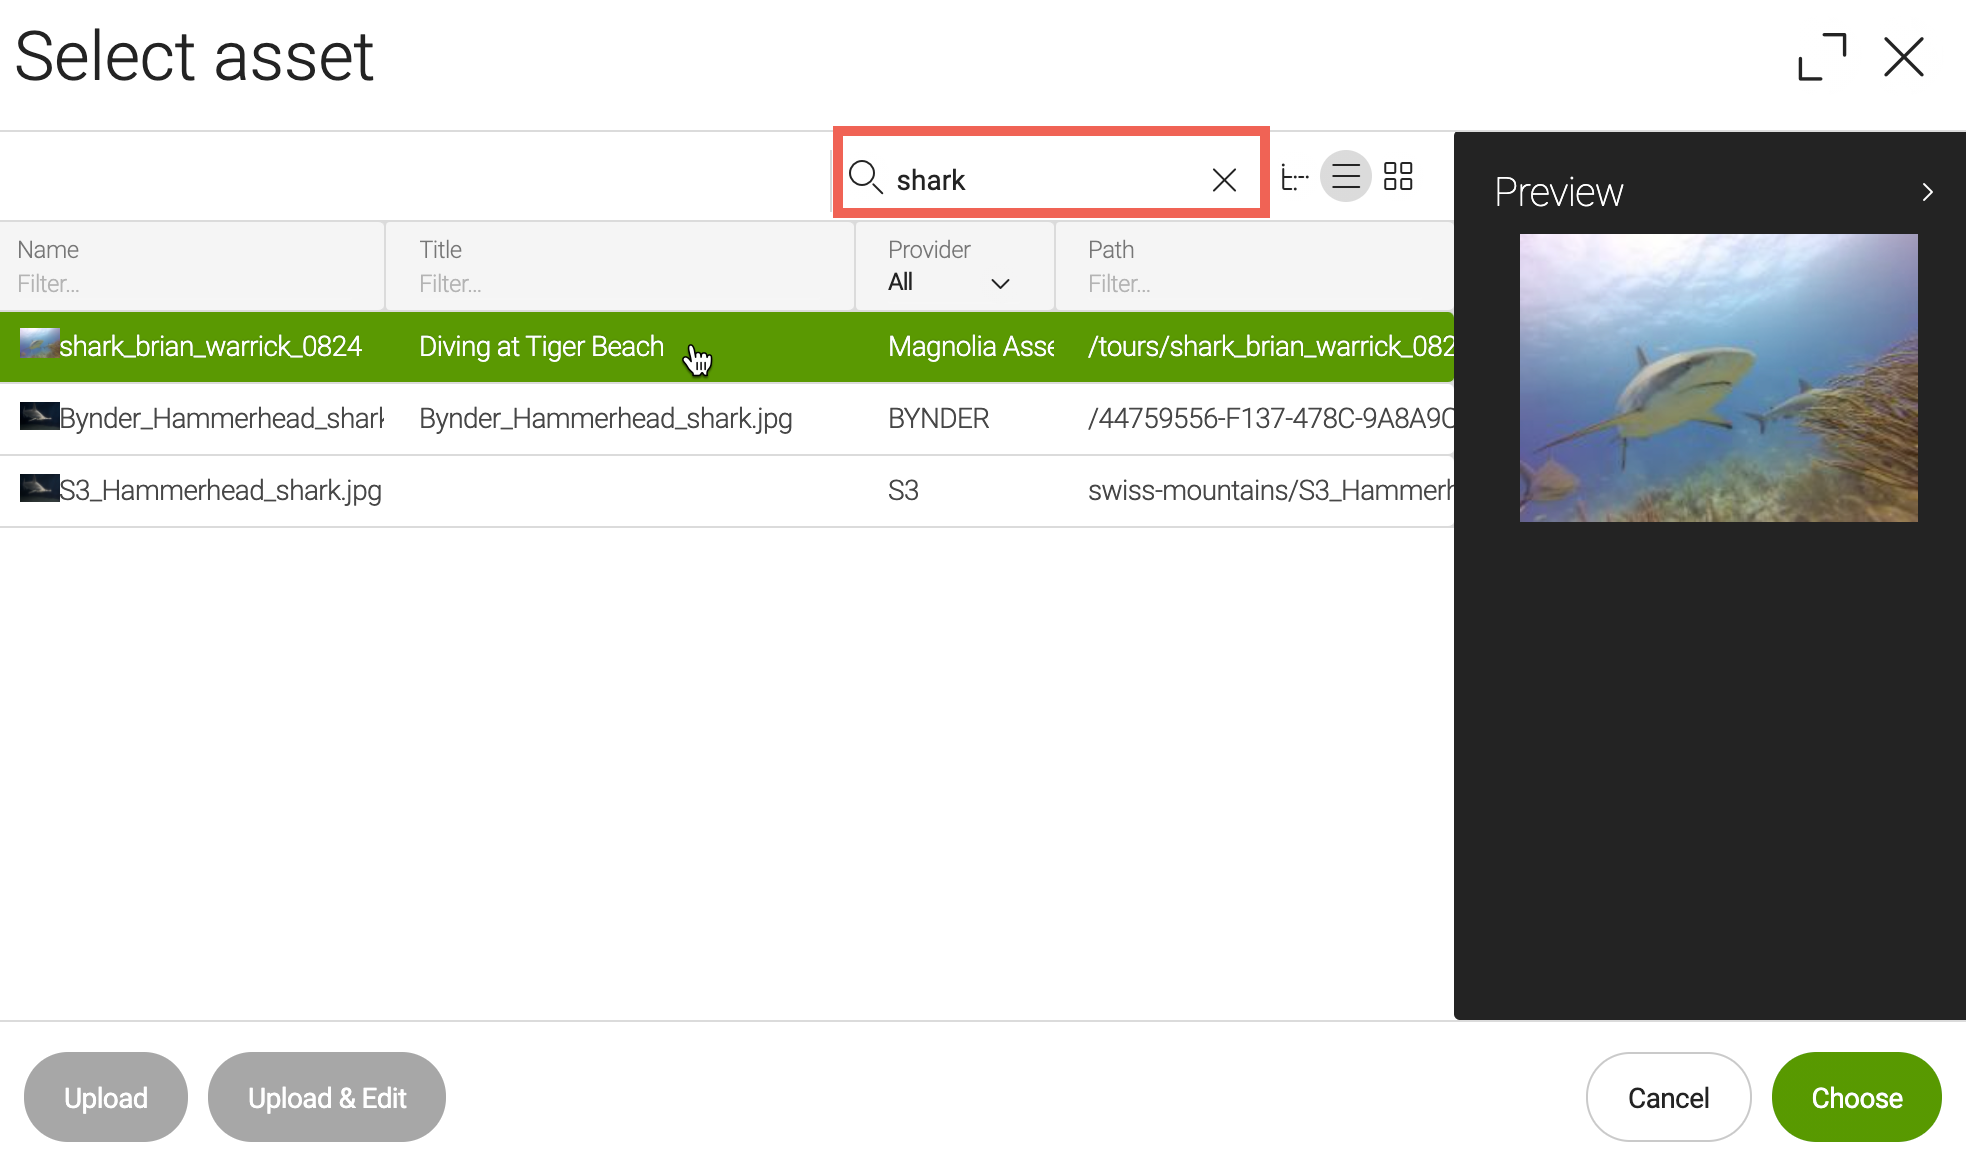 Select asset
shark
Preview
Name Title Provider Path
Filter... Filter... All Filter...
shark_brian_warrick_0824 Diving at Tiger Beach Magnolia Asse /tours/shark_brian_warrick_082
Bynder_Hammerhead_shark Bynder_Hammerhead_shark.jpg BYNDER /44759556-F137-478C-9A8A9C
S3_Hammerhead_shark.jpg S3 swiss-mountains/S3_Hammerh
Upload Upload & Edit Cancel Choose